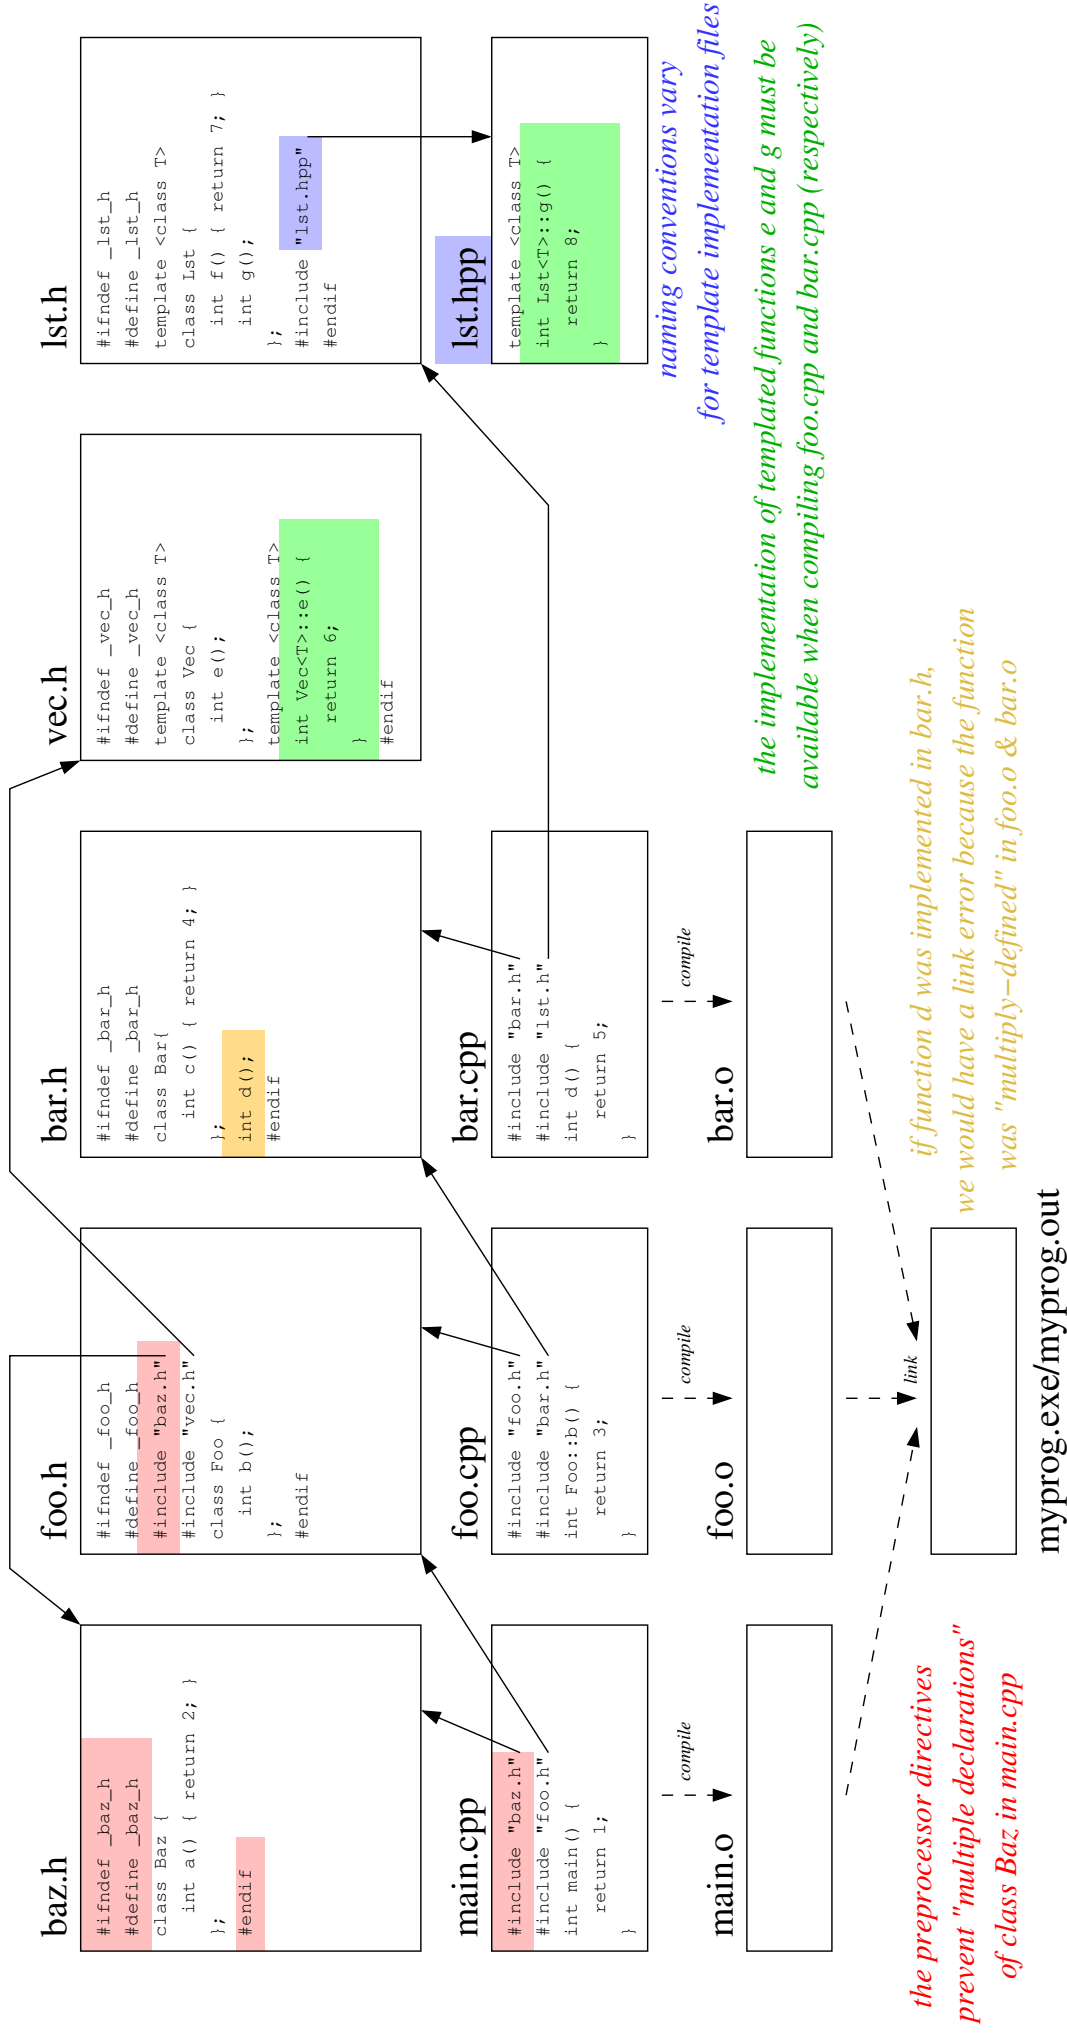 baz.h
#ifndef _baz_h
#define _baz_h
class Baz {
int a() { return 2; }
};
#endif
foo.h
#ifndef _foo_h
#define _foo_h
#include "baz.h"
#include "vec.h"
class Foo {
int b();
};
#endif
bar.h
#ifndef _bar_h
#define _bar_h
class Bar{
int c() { return 4; }
};
int d();
#endif
vec.h
#ifndef _vec_h
#define _vec_h
template <class T>
class Vec {
int e();
};
template <class T>
int Vec<T>::e() {
return 6;
}
#endif
lst.h
#ifndef _lst_h
#define _lst_h
template <class T>
class Lst {
int f() { return 7; }
int g();
};
#include "lst.hpp"
#endif
main.cpp
#include "baz.h"
#include "foo.h"
int main() {
return 1;
}
foo.cpp
#include "foo.h"
#include "bar.h"
int Foo::b() {
return 3;
}
bar.cpp
#include "bar.h"
#include "lst.h"
int d() {
return 5;
}
lst.hpp
template <class T>
int Lst<T>::g() {
return 8;
}
naming conventions vary
for template implementation files
compile
compile
compile
main.o
foo.o
bar.o
the implementation of templated functions e and g must be
available when compiling foo.cpp and bar.cpp (respectively)
link
the preprocessor directives
prevent "multiple declarations"
of class Baz in main.cpp
if function d was implemented in bar.h,
we would have a link error because the function
was "multiply−defined" in foo.o & bar.o
myprog.exe/myprog.out